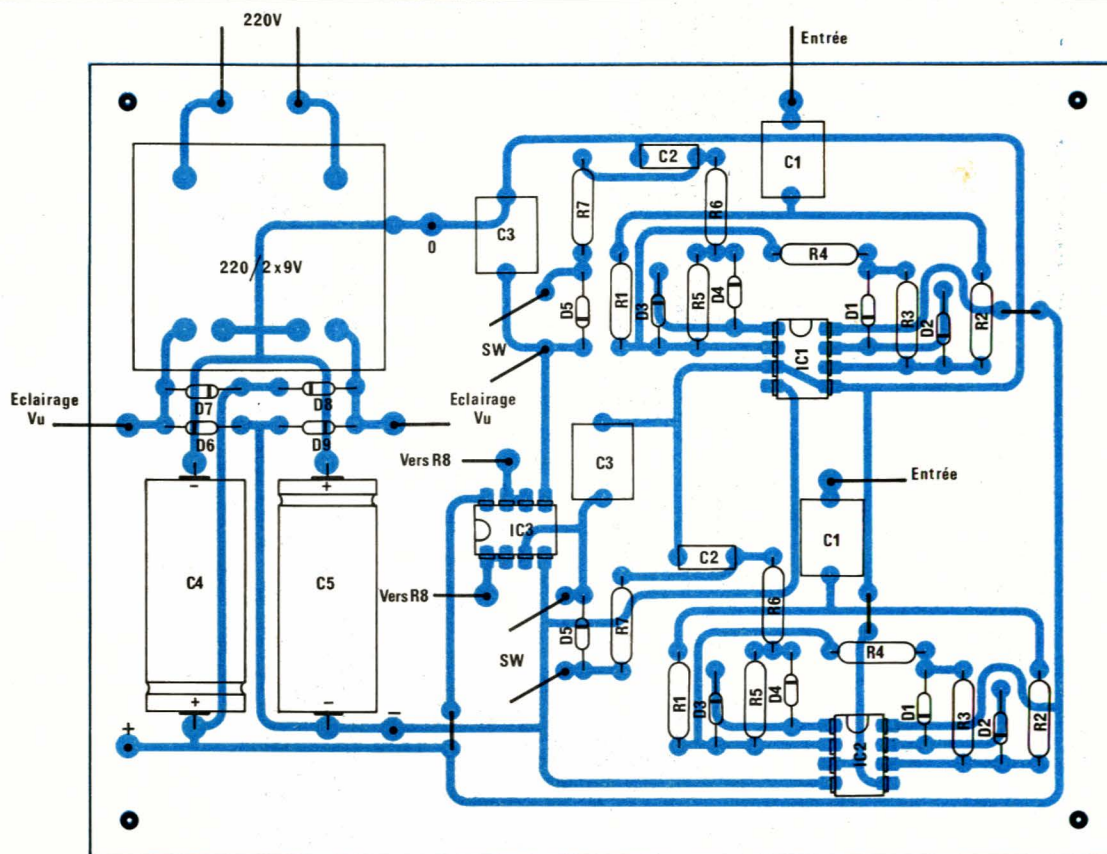 220V
Entrée
C2
C1
R7
R6
C3
O
220/2x9V
R4
R1
D3
R5
D4
D5
D1
R3
D2
R2
SW
IC1
D7
D8
Eclairage
Vu
Eclairage
Vu
D6
D9
Vers R8
C3
Entrée
−
+
IC3
C1
C2
C4
C5
Vers R8
R6
D5
R7
R4
SW
R1
D3
R5
D4
D1
R3
D2
R2
+
−
+
−
IC2